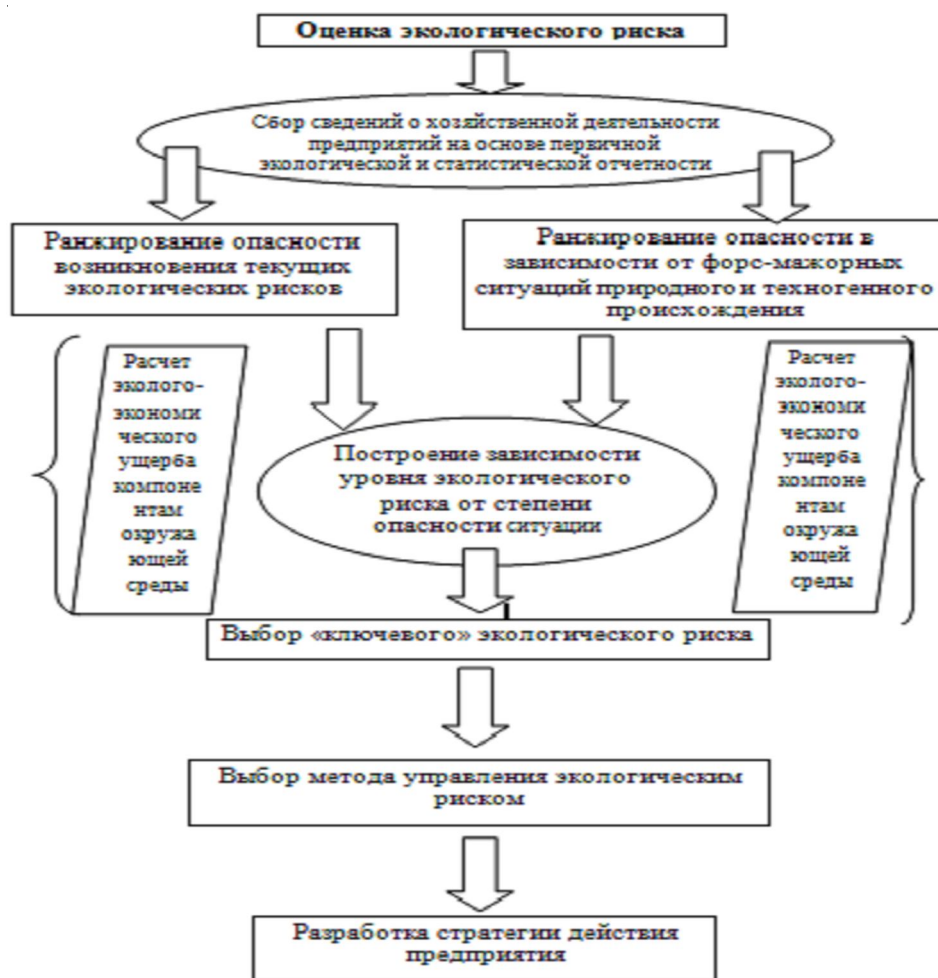 Оценка экологического риска
Сбор сведений о хозяйственной деятельности
предприятий на основе первичной
экологической и статистической отчетности
Ранжирование опасности
возникновения текущих
экологических рисков
Ранжирование опасности в
зависимости от форс-мажорных
ситуаций природного и техногенного
происхождения
Расчет
эколого-
экономи
ческого
ущерба
компоне
нтам
окружа
ющей
среды
Построение зависимости
уровня экологического
риска от степени
опасности ситуации
Расчет
эколого-
экономи
ческого
ущерба
компоне
нтам
окружа
ющей
среды
Выбор «ключевого» экологического риска
Выбор метода управления экологическим
риском
Разработка стратегии действия
предприятия